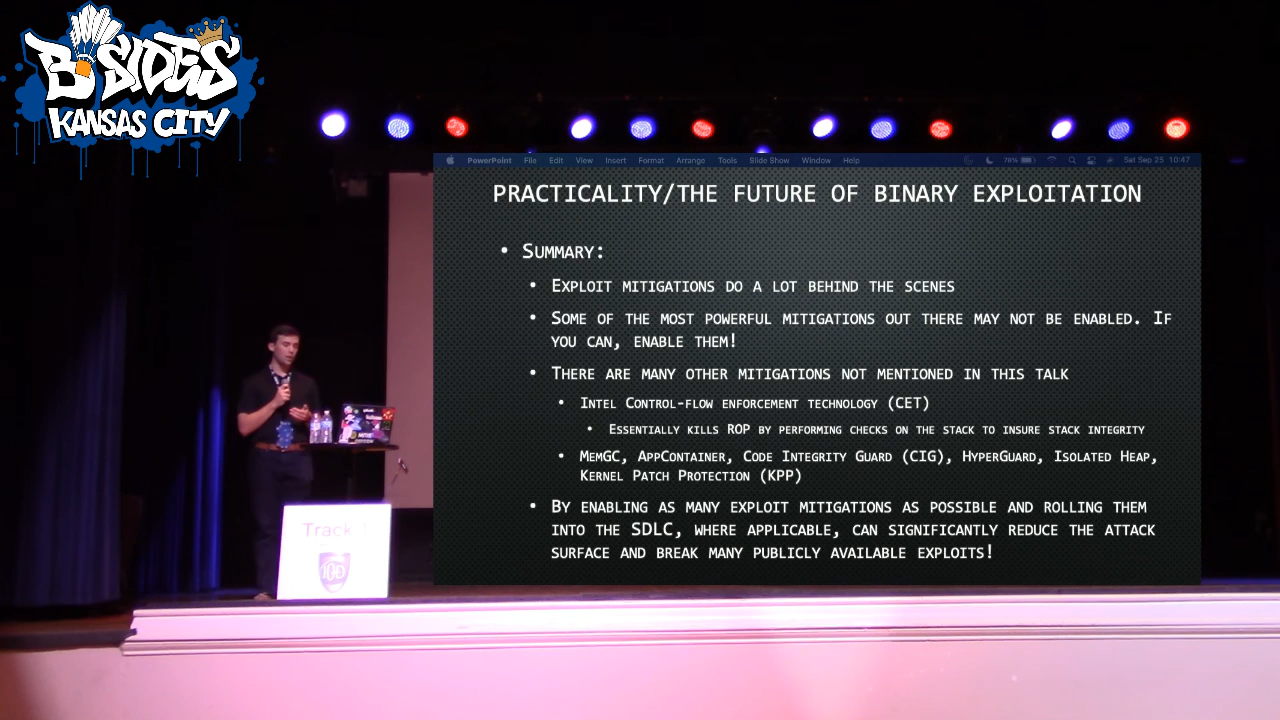 B·SIDES
KANSAS CITY
PowerPoint File Edit View Insert Format Arrange Tools Slide Show Window Help 78% Sat Sep 25 10:47
PRACTICALITY/THE FUTURE OF BINARY EXPLOITATION
• SUMMARY:
• EXPLOIT MITIGATIONS DO A LOT BEHIND THE SCENES
• SOME OF THE MOST POWERFUL MITIGATIONS OUT THERE MAY NOT BE ENABLED. IF
YOU CAN, ENABLE THEM!
• THERE ARE MANY OTHER MITIGATIONS NOT MENTIONED IN THIS TALK
• INTEL CONTROL-FLOW ENFORCEMENT TECHNOLOGY (CET)
• ESSENTIALLY KILLS ROP BY PERFORMING CHECKS ON THE STACK TO INSURE STACK INTEGRITY
• MEMGC, APPCONTAINER, CODE INTEGRITY GUARD (CIG), HYPERGUARD, ISOLATED HEAP,
KERNEL PATCH PROTECTION (KPP)
• BY ENABLING AS MANY EXPLOIT MITIGATIONS AS POSSIBLE AND ROLLING THEM
INTO THE SDLC, WHERE APPLICABLE, CAN SIGNIFICANTLY REDUCE THE ATTACK
SURFACE AND BREAK MANY PUBLICLY AVAILABLE EXPLOITS!
Track